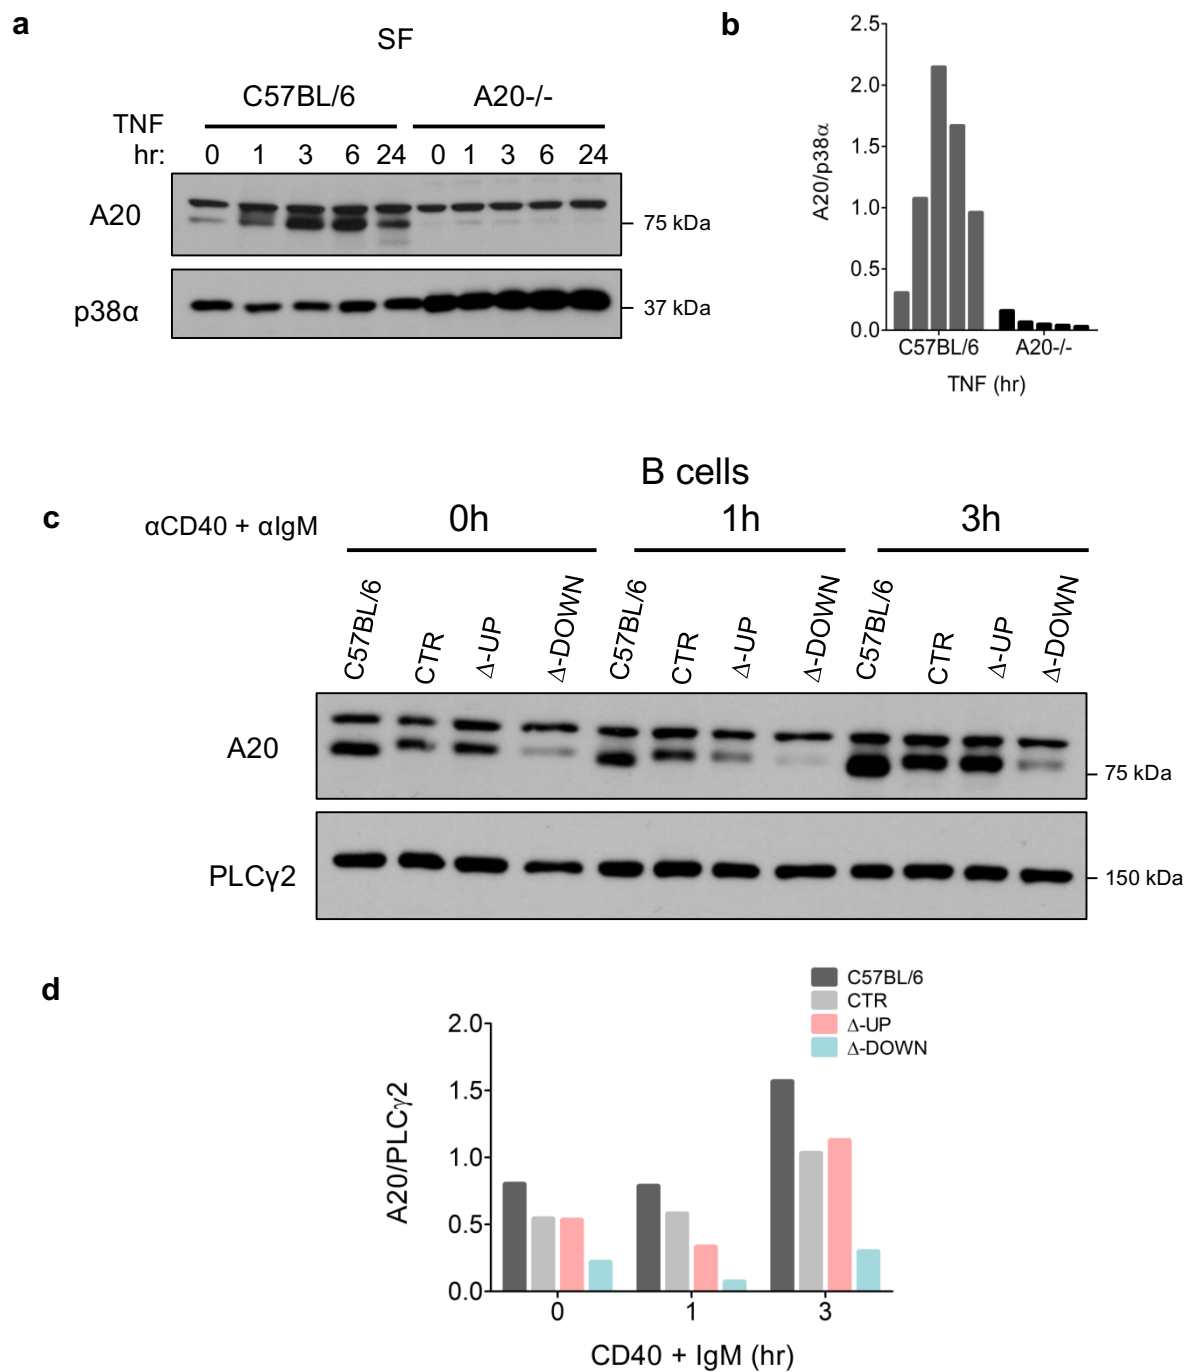 a
SF
C57BL/6 A20-/-
TNF
hr: 0 1 3 6 24 0 1 3 6 24
A20
75 kDa
p38α
37 kDa
b
2.5
2.0
1.5
1.0
0.5
0.0
A20/p38α
C57BL/6 A20-/-
TNF (hr)
B cells
c
αCD40 + αIgM 0h 1h 3h
C57BL/6 CTR Δ-UP Δ-DOWN C57BL/6 CTR Δ-UP Δ-DOWN C57BL/6 CTR Δ-UP Δ-DOWN
A20
75 kDa
PLCγ2
150 kDa
d
C57BL/6
CTR
Δ-UP
Δ-DOWN
2.0
1.5
1.0
0.5
0.0
A20/PLCγ2
0 1 3
CD40 + IgM (hr)